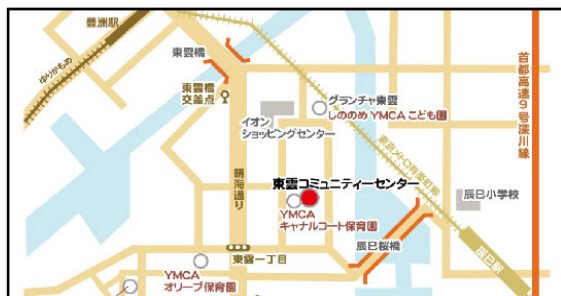 豊洲駅
ゆりかもめ
東雲橋
東雲橋
交差点
イオン
ショッピングセンター
グランチャ東雲
しののめYMCAこども園
首都高速9号深川線
東京メトロ有楽町線
晴海通り
東雲コミュニティーセンター
YMCA
キャナルコート保育園
辰巳小学校
辰巳桜橋
辰巳駅
東雲一丁目
YMCA
オリーブ保育園